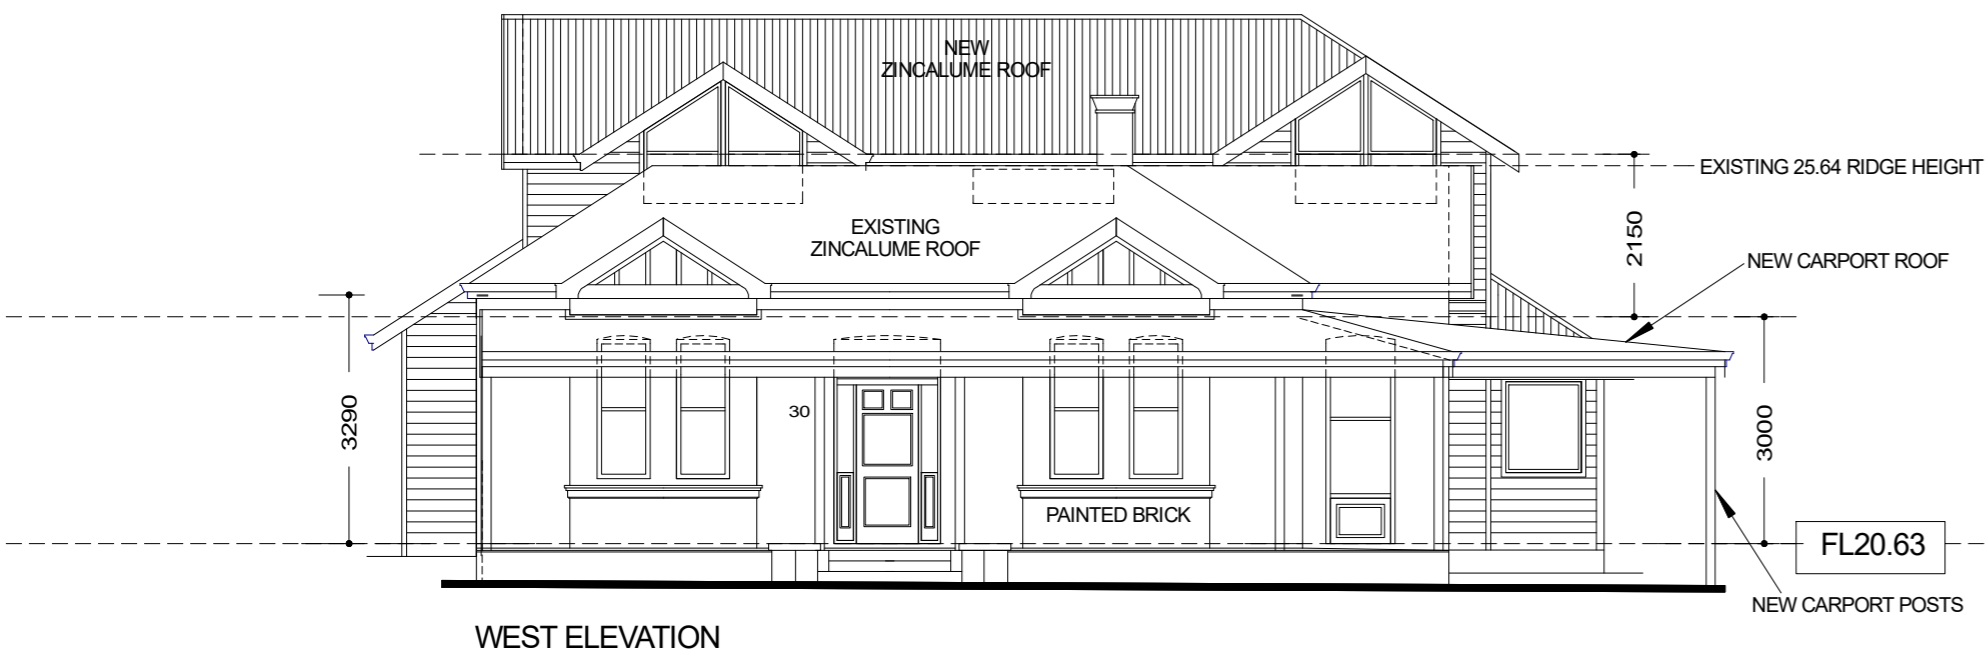 NEW
ZINCALUME ROOF
EXISTING 25.64 RIDGE HEIGHT
2150
EXISTING
ZINCALUME ROOF
NEW CARPORT ROOF
3290
30
3000
PAINTED BRICK
FL20.63
NEW CARPORT POSTS
WEST ELEVATION